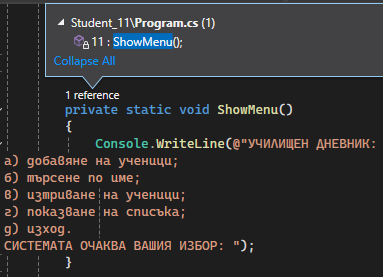 Student_11\Program.cs (1)
11 : ShowMenu();
Collapse All
1 reference
private static void ShowMenu()
{
Console.WriteLine(@"УЧИЛИЩЕН ДНЕВНИК:
а) добавяне на ученици;
б) търсене по име;
в) изтриване на ученици;
г) показване на списъка;
д) изход.
СИСТЕМАТА ОЧАКВА ВАШИЯ ИЗБОР: ");
}